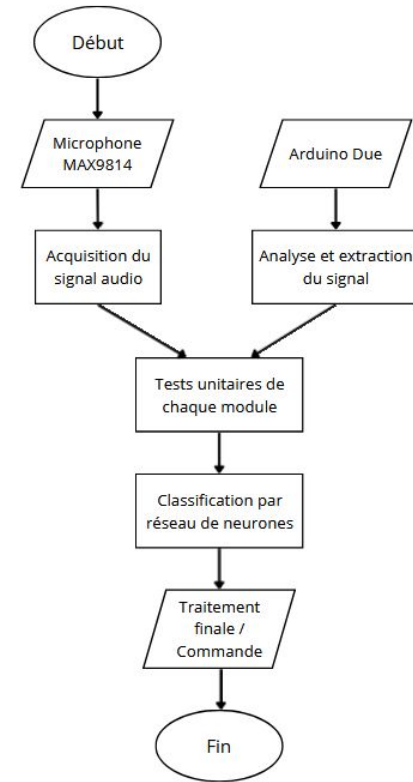 Début
Microphone
MAX9814
Arduino Due
Acquisition du
signal audio
Analyse et extraction
du signal
Tests unitaires de
chaque module
Classification par
réseau de neurones
Traitement
finale /
Commande
Fin